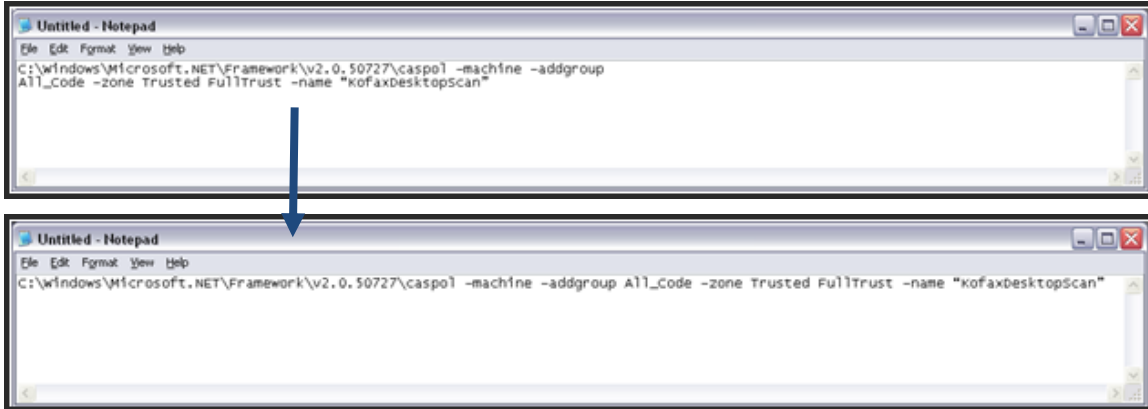 Untitled - Notepad
File Edit Format View Help
C:\Windows\Microsoft.NET\Framework\v2.0.50727\caspol -machine -addgroup
All_Code -zone Trusted FullTrust -name "KofaxDesktopScan"
Untitled - Notepad
File Edit Format View Help
C:\Windows\Microsoft.NET\Framework\v2.0.50727\caspol -machine -addgroup All_Code -zone Trusted FullTrust -name "KofaxDesktopScan"